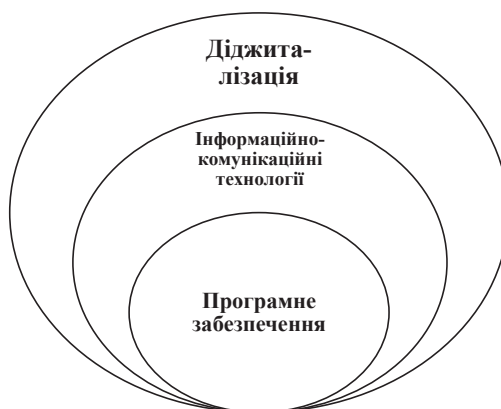 Діджита-
лізація
Інформаційно-
комунікаційні
технології
Програмне
забезпечення